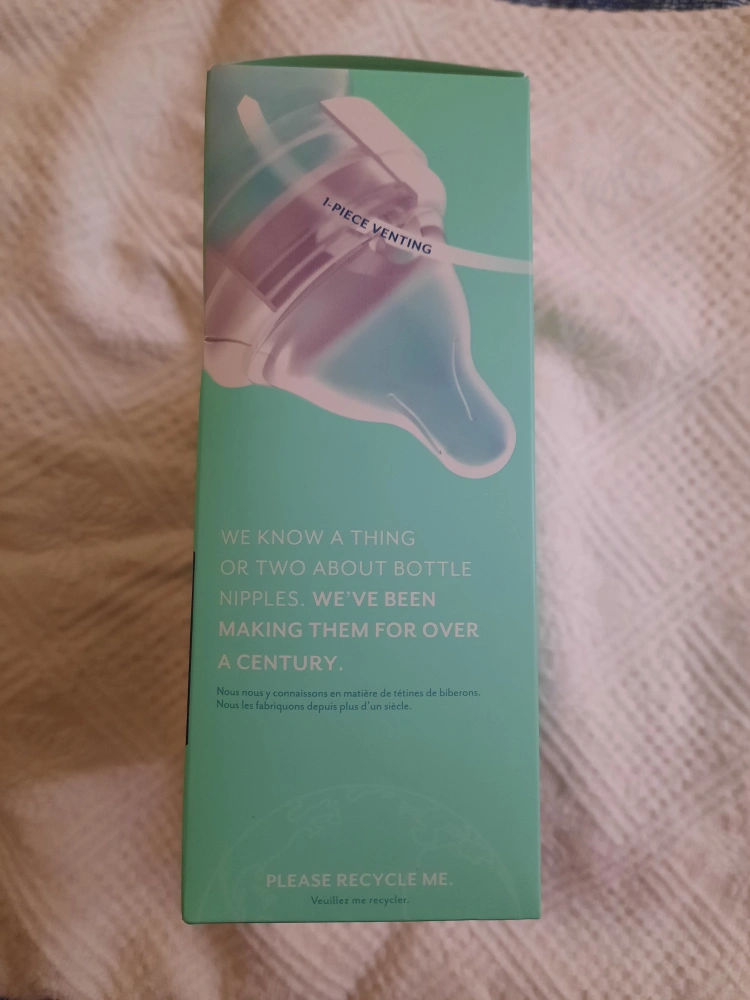 1-PIECE VENTING
WE KNOW A THING
OR TWO ABOUT BOTTLE
NIPPLES. WE'VE BEEN
MAKING THEM FOR OVER
A CENTURY.
Nous nous y connaissons en matière de tétines de biberons.
Nous les fabriquons depuis plus d'un siècle.
PLEASE RECYCLE ME.
Veuillez me recycler.